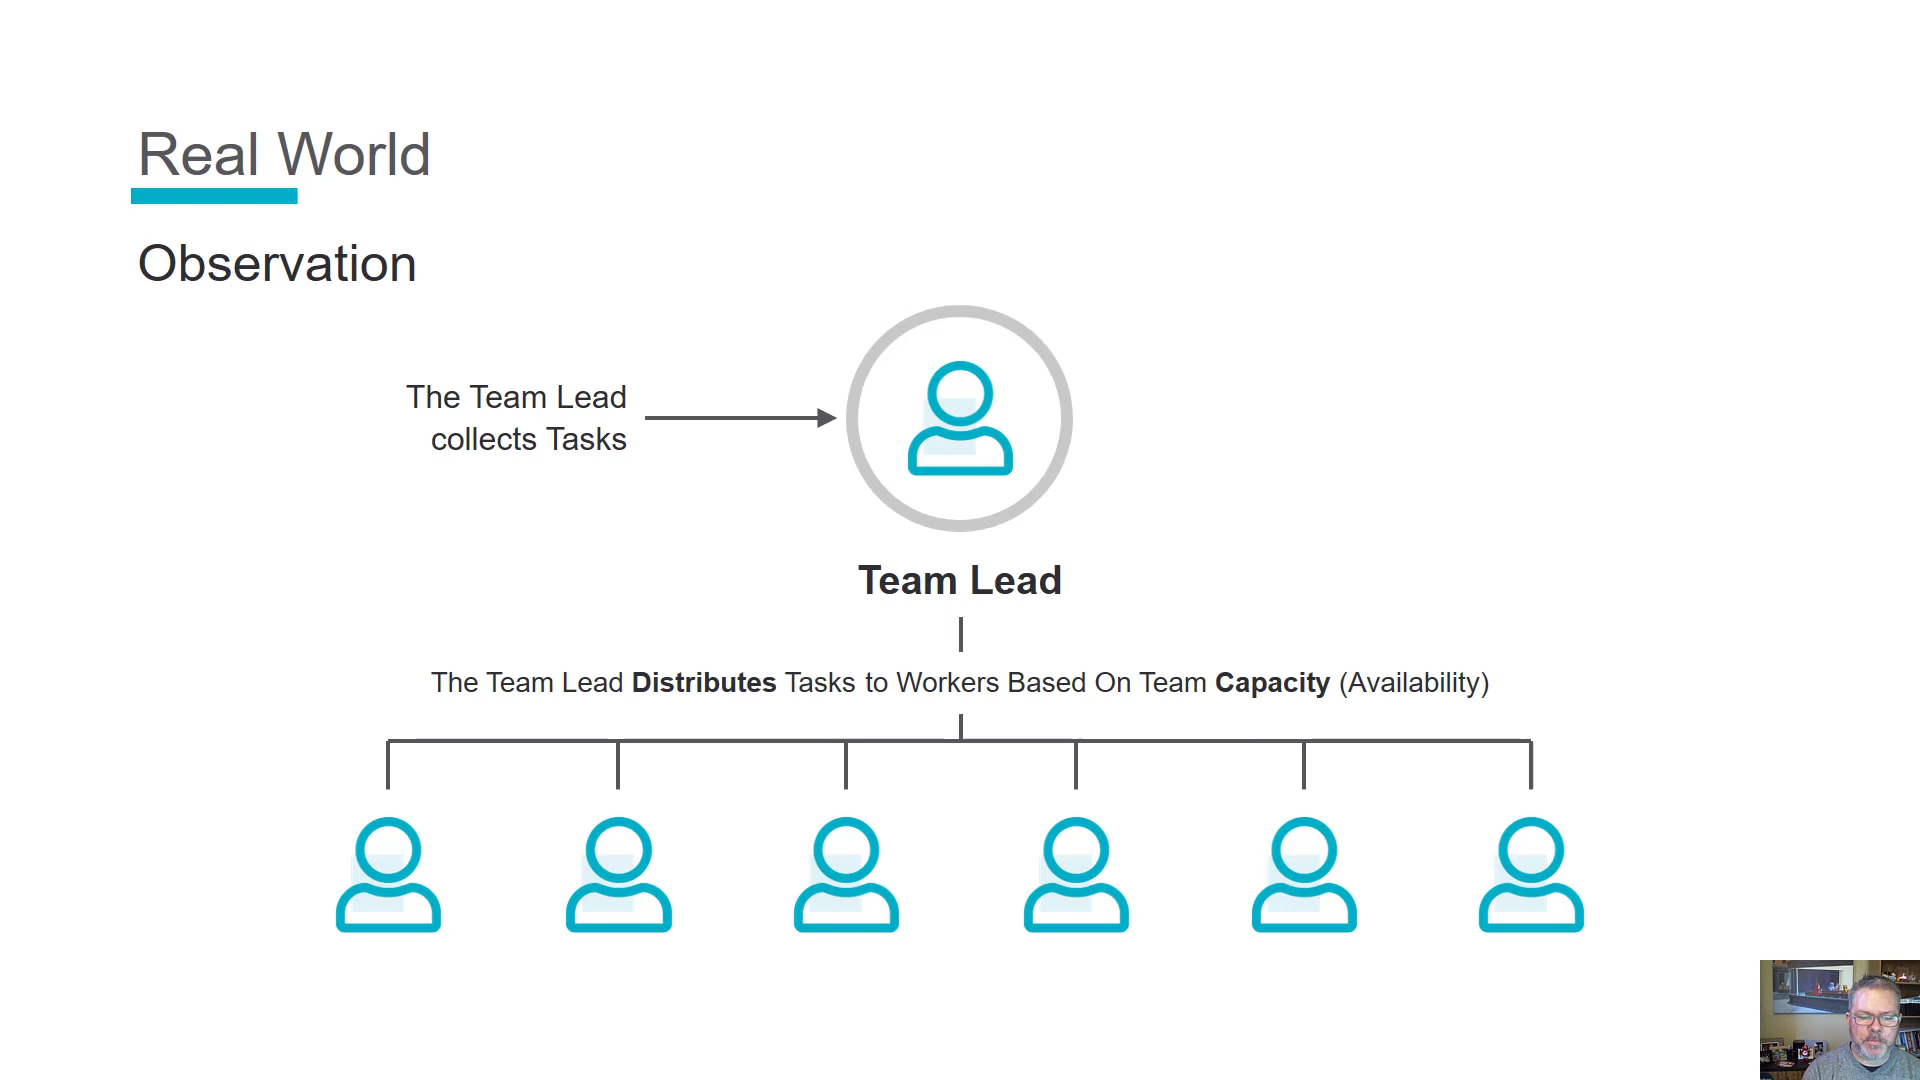 Real World
Observation
The Team Lead
collects Tasks
Team Lead
The Team Lead Distributes Tasks to Workers Based On Team Capacity (Availability)